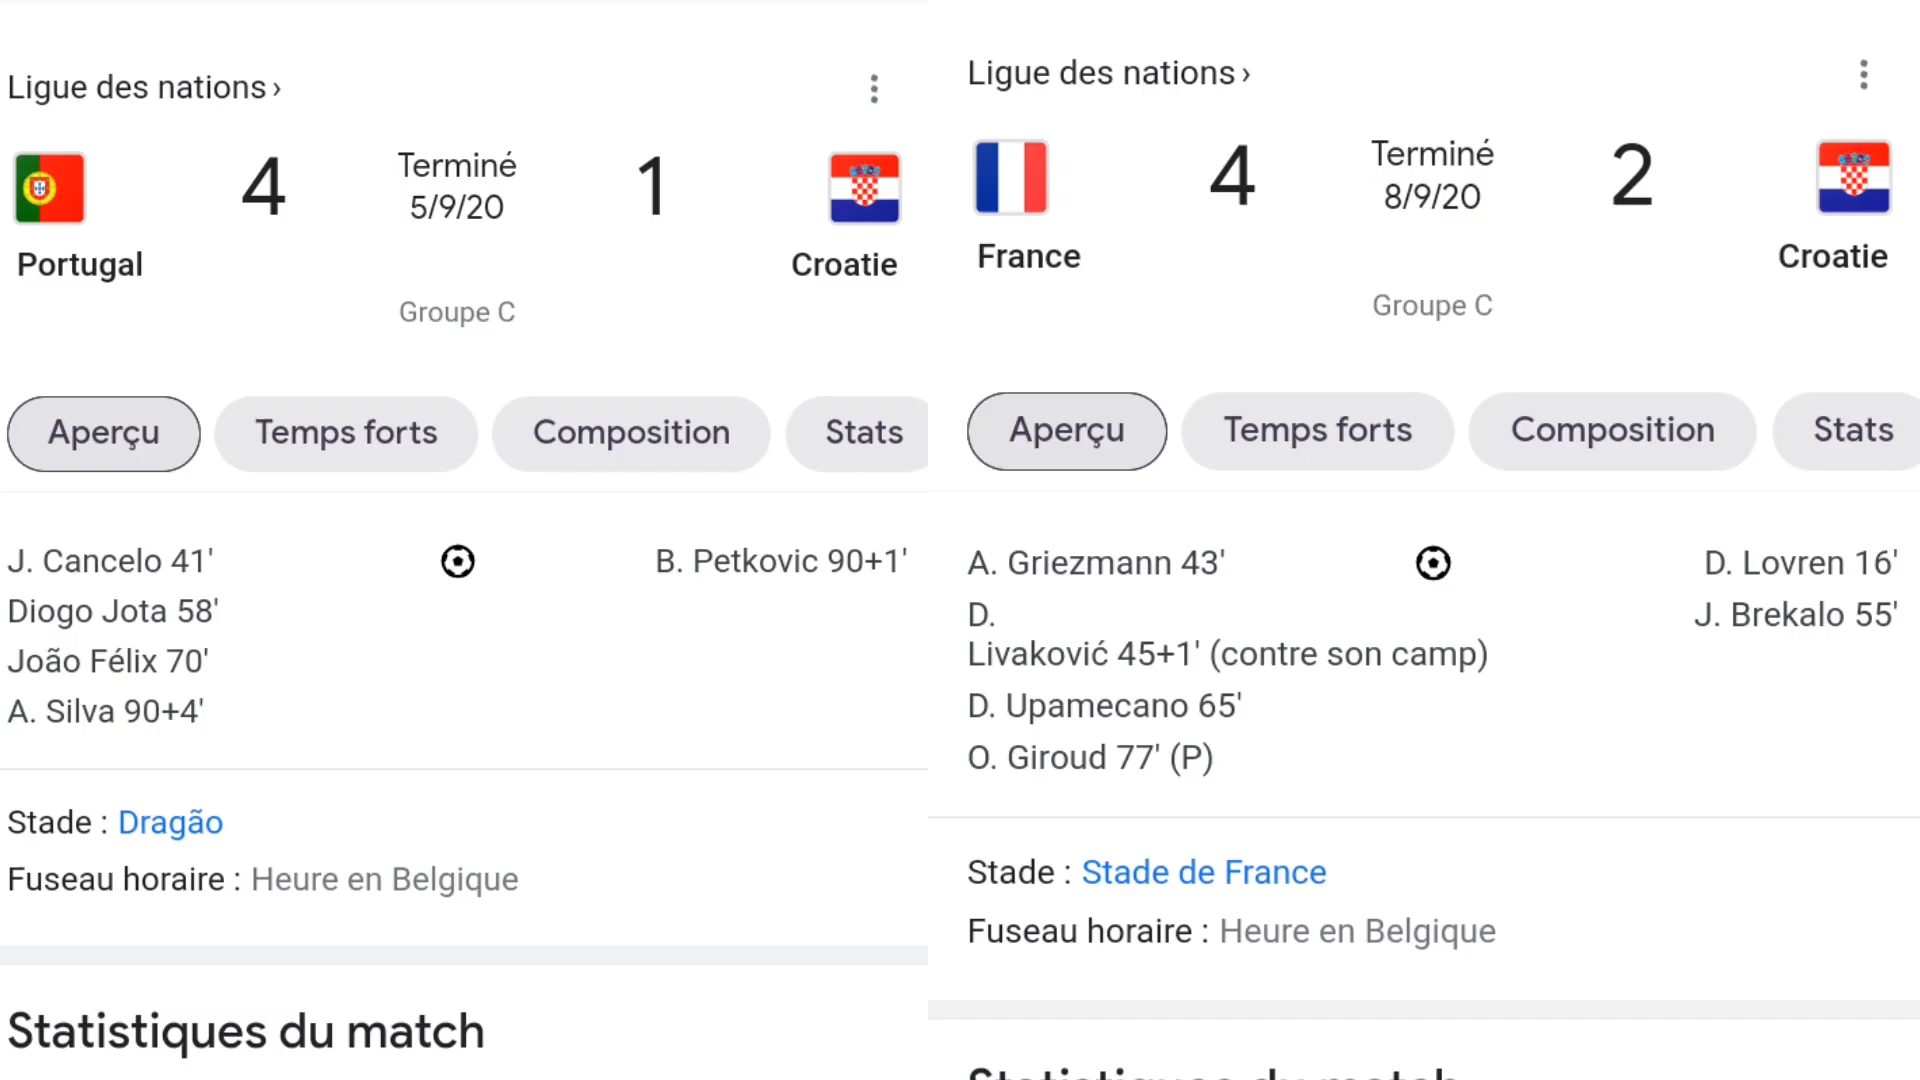 Ligue des nations ›
4 Terminé 1
5/9/20
Portugal Croatie
Groupe C
Aperçu Temps forts Composition Stats
J. Cancelo 41' B. Petkovic 90+1'
Diogo Jota 58'
João Félix 70'
A. Silva 90+4'
Stade : Dragão
Fuseau horaire : Heure en Belgique
Statistiques du match
Ligue des nations ›
4 Terminé 2
8/9/20
France Croatie
Groupe C
Aperçu Temps forts Composition Stats
A. Griezmann 43' D. Lovren 16'
D. J. Brekalo 55'
Livaković 45+1' (contre son camp)
D. Upamecano 65'
O. Giroud 77' (P)
Stade : Stade de France
Fuseau horaire : Heure en Belgique
Statistiques du match